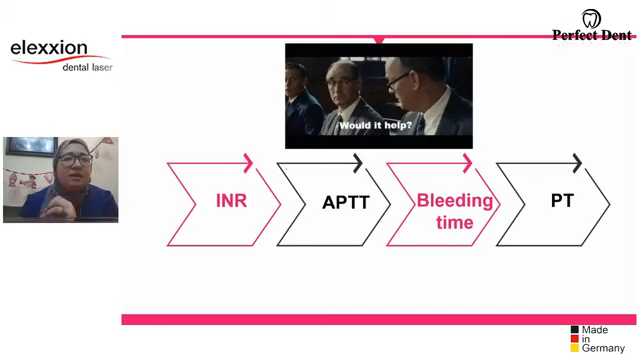 elexxion
dental laser
Perfect Dent
Would it help?
INR
APTT
Bleeding
time
PT
Made
in
Germany